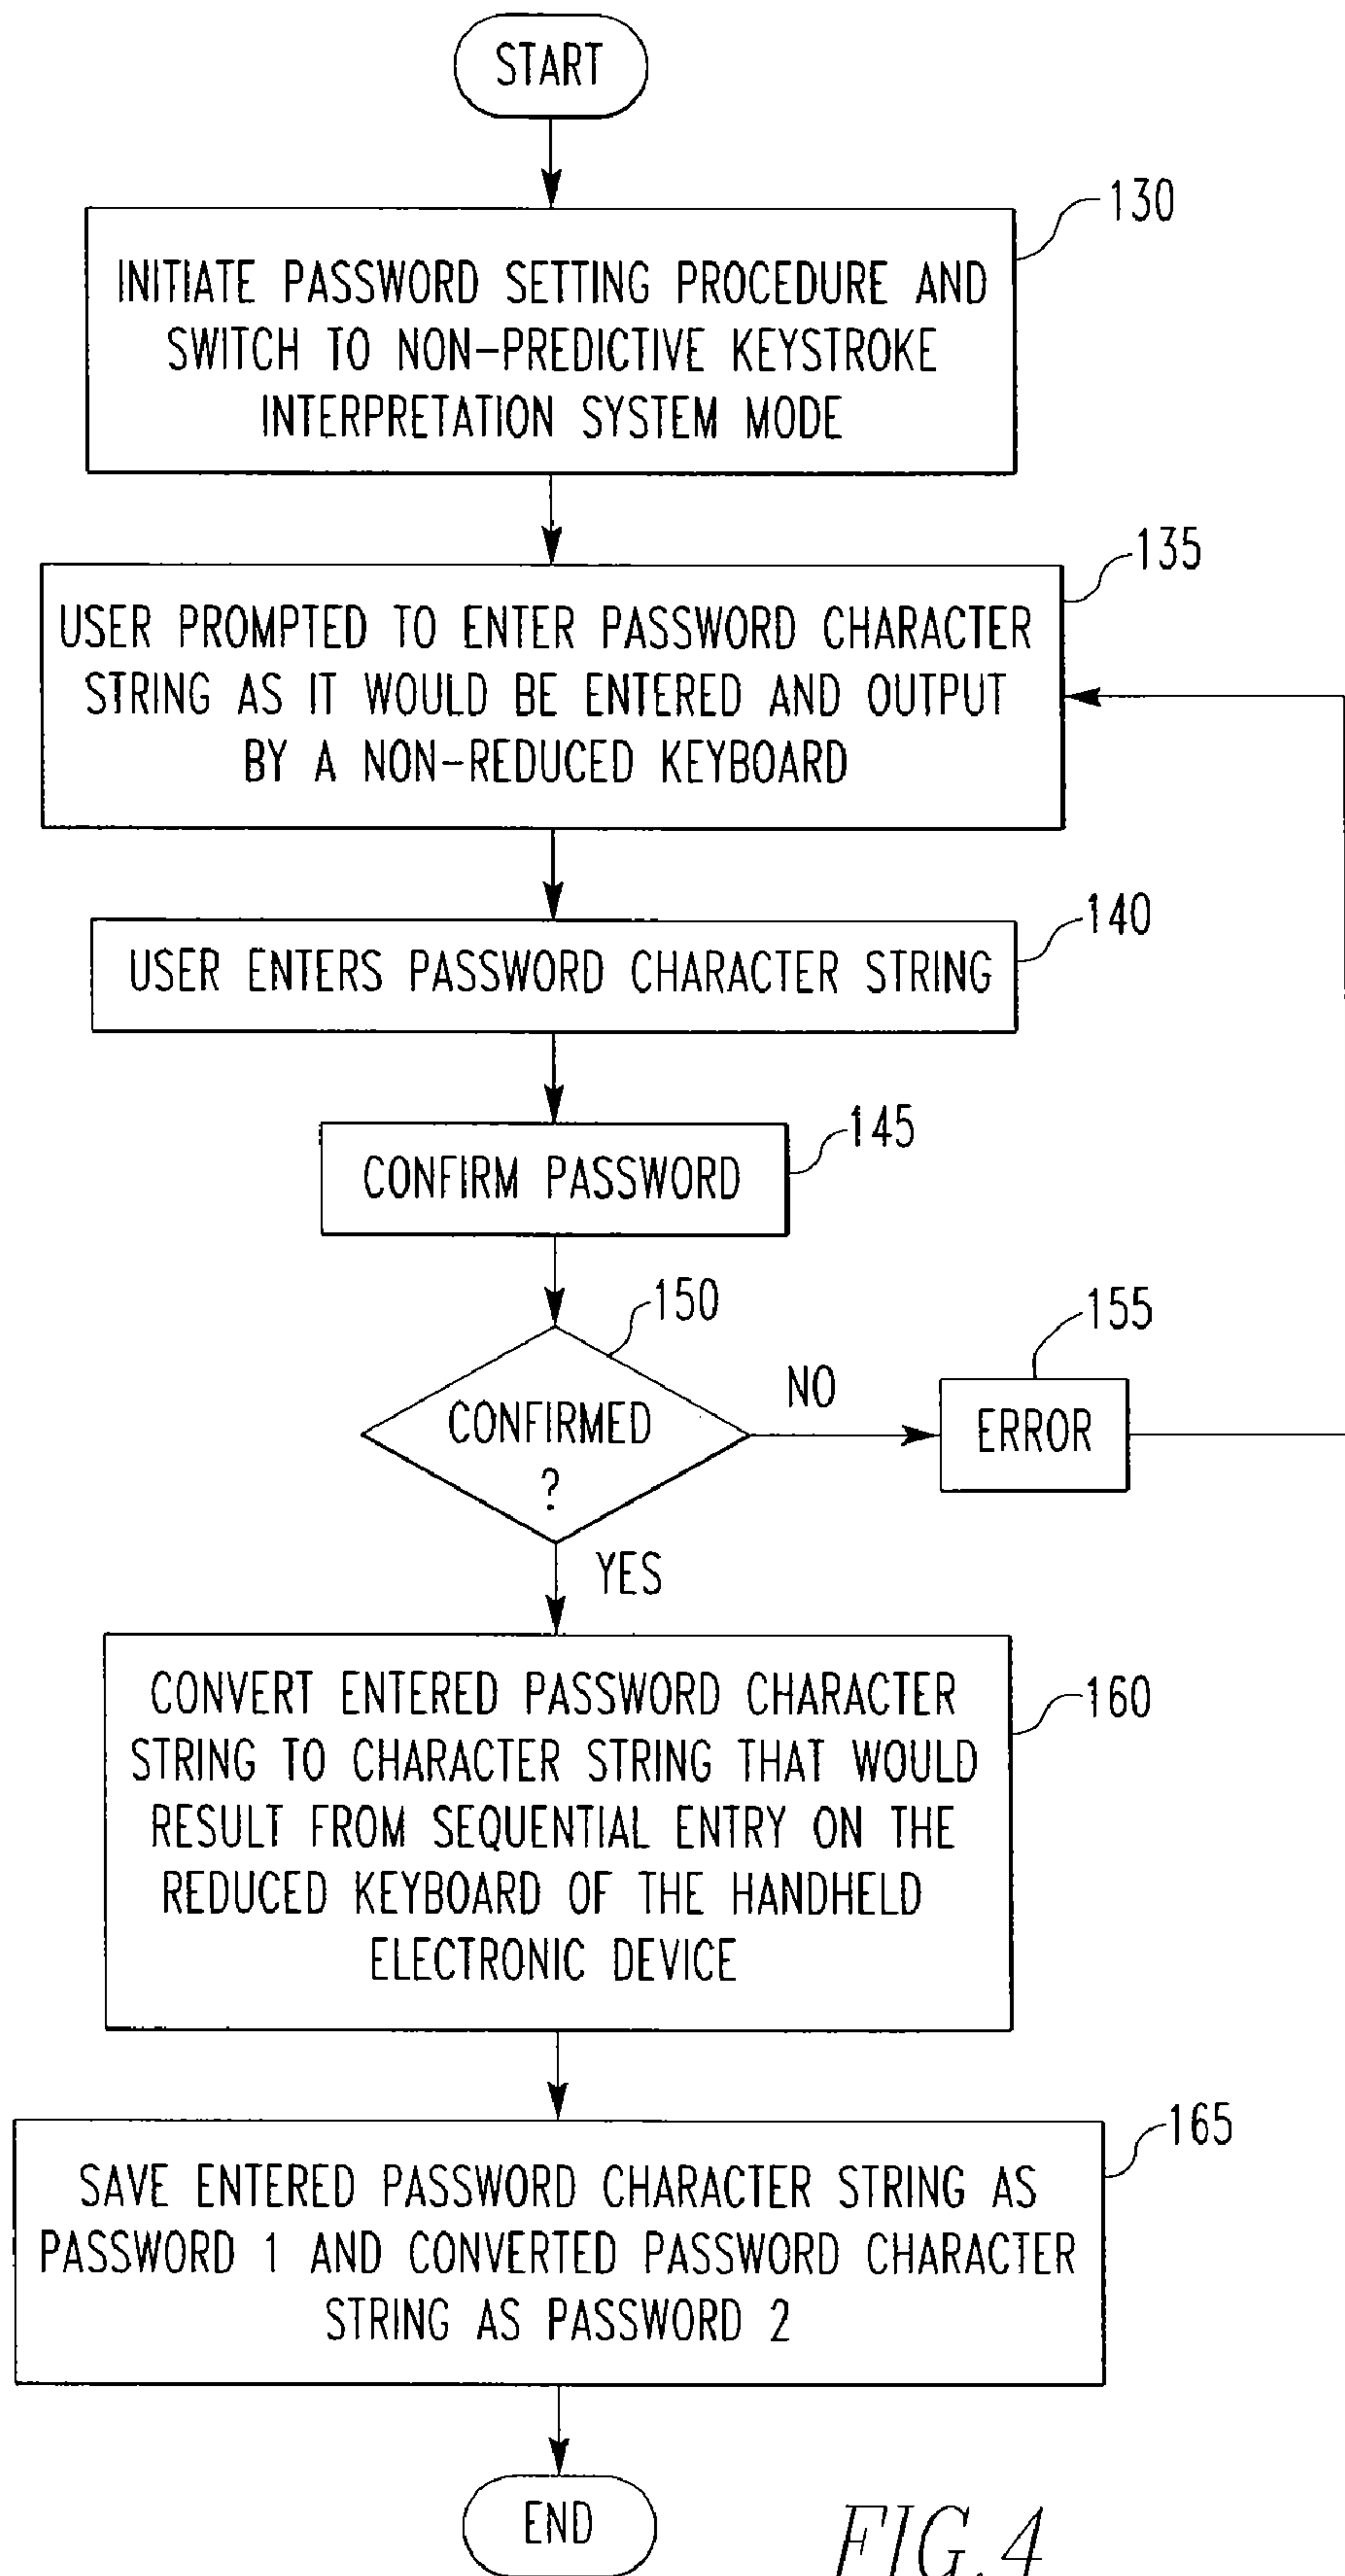 START
130
INITIATE PASSWORD SETTING PROCEDURE AND
SWITCH TO NON-PREDICTIVE KEYSTROKE
INTERPRETATION SYSTEM MODE
135
USER PROMPTED TO ENTER PASSWORD CHARACTER
STRING AS IT WOULD BE ENTERED AND OUTPUT
BY A NON-REDUCED KEYBOARD
140
USER ENTERS PASSWORD CHARACTER STRING
145
CONFIRM PASSWORD
150
CONFIRMED
?
NO
155
ERROR
YES
160
CONVERT ENTERED PASSWORD CHARACTER
STRING TO CHARACTER STRING THAT WOULD
RESULT FROM SEQUENTIAL ENTRY ON THE
REDUCED KEYBOARD OF THE HANDHELD
ELECTRONIC DEVICE
165
SAVE ENTERED PASSWORD CHARACTER STRING AS
PASSWORD 1 AND CONVERTED PASSWORD CHARACTER
STRING AS PASSWORD 2
END
FIG.4